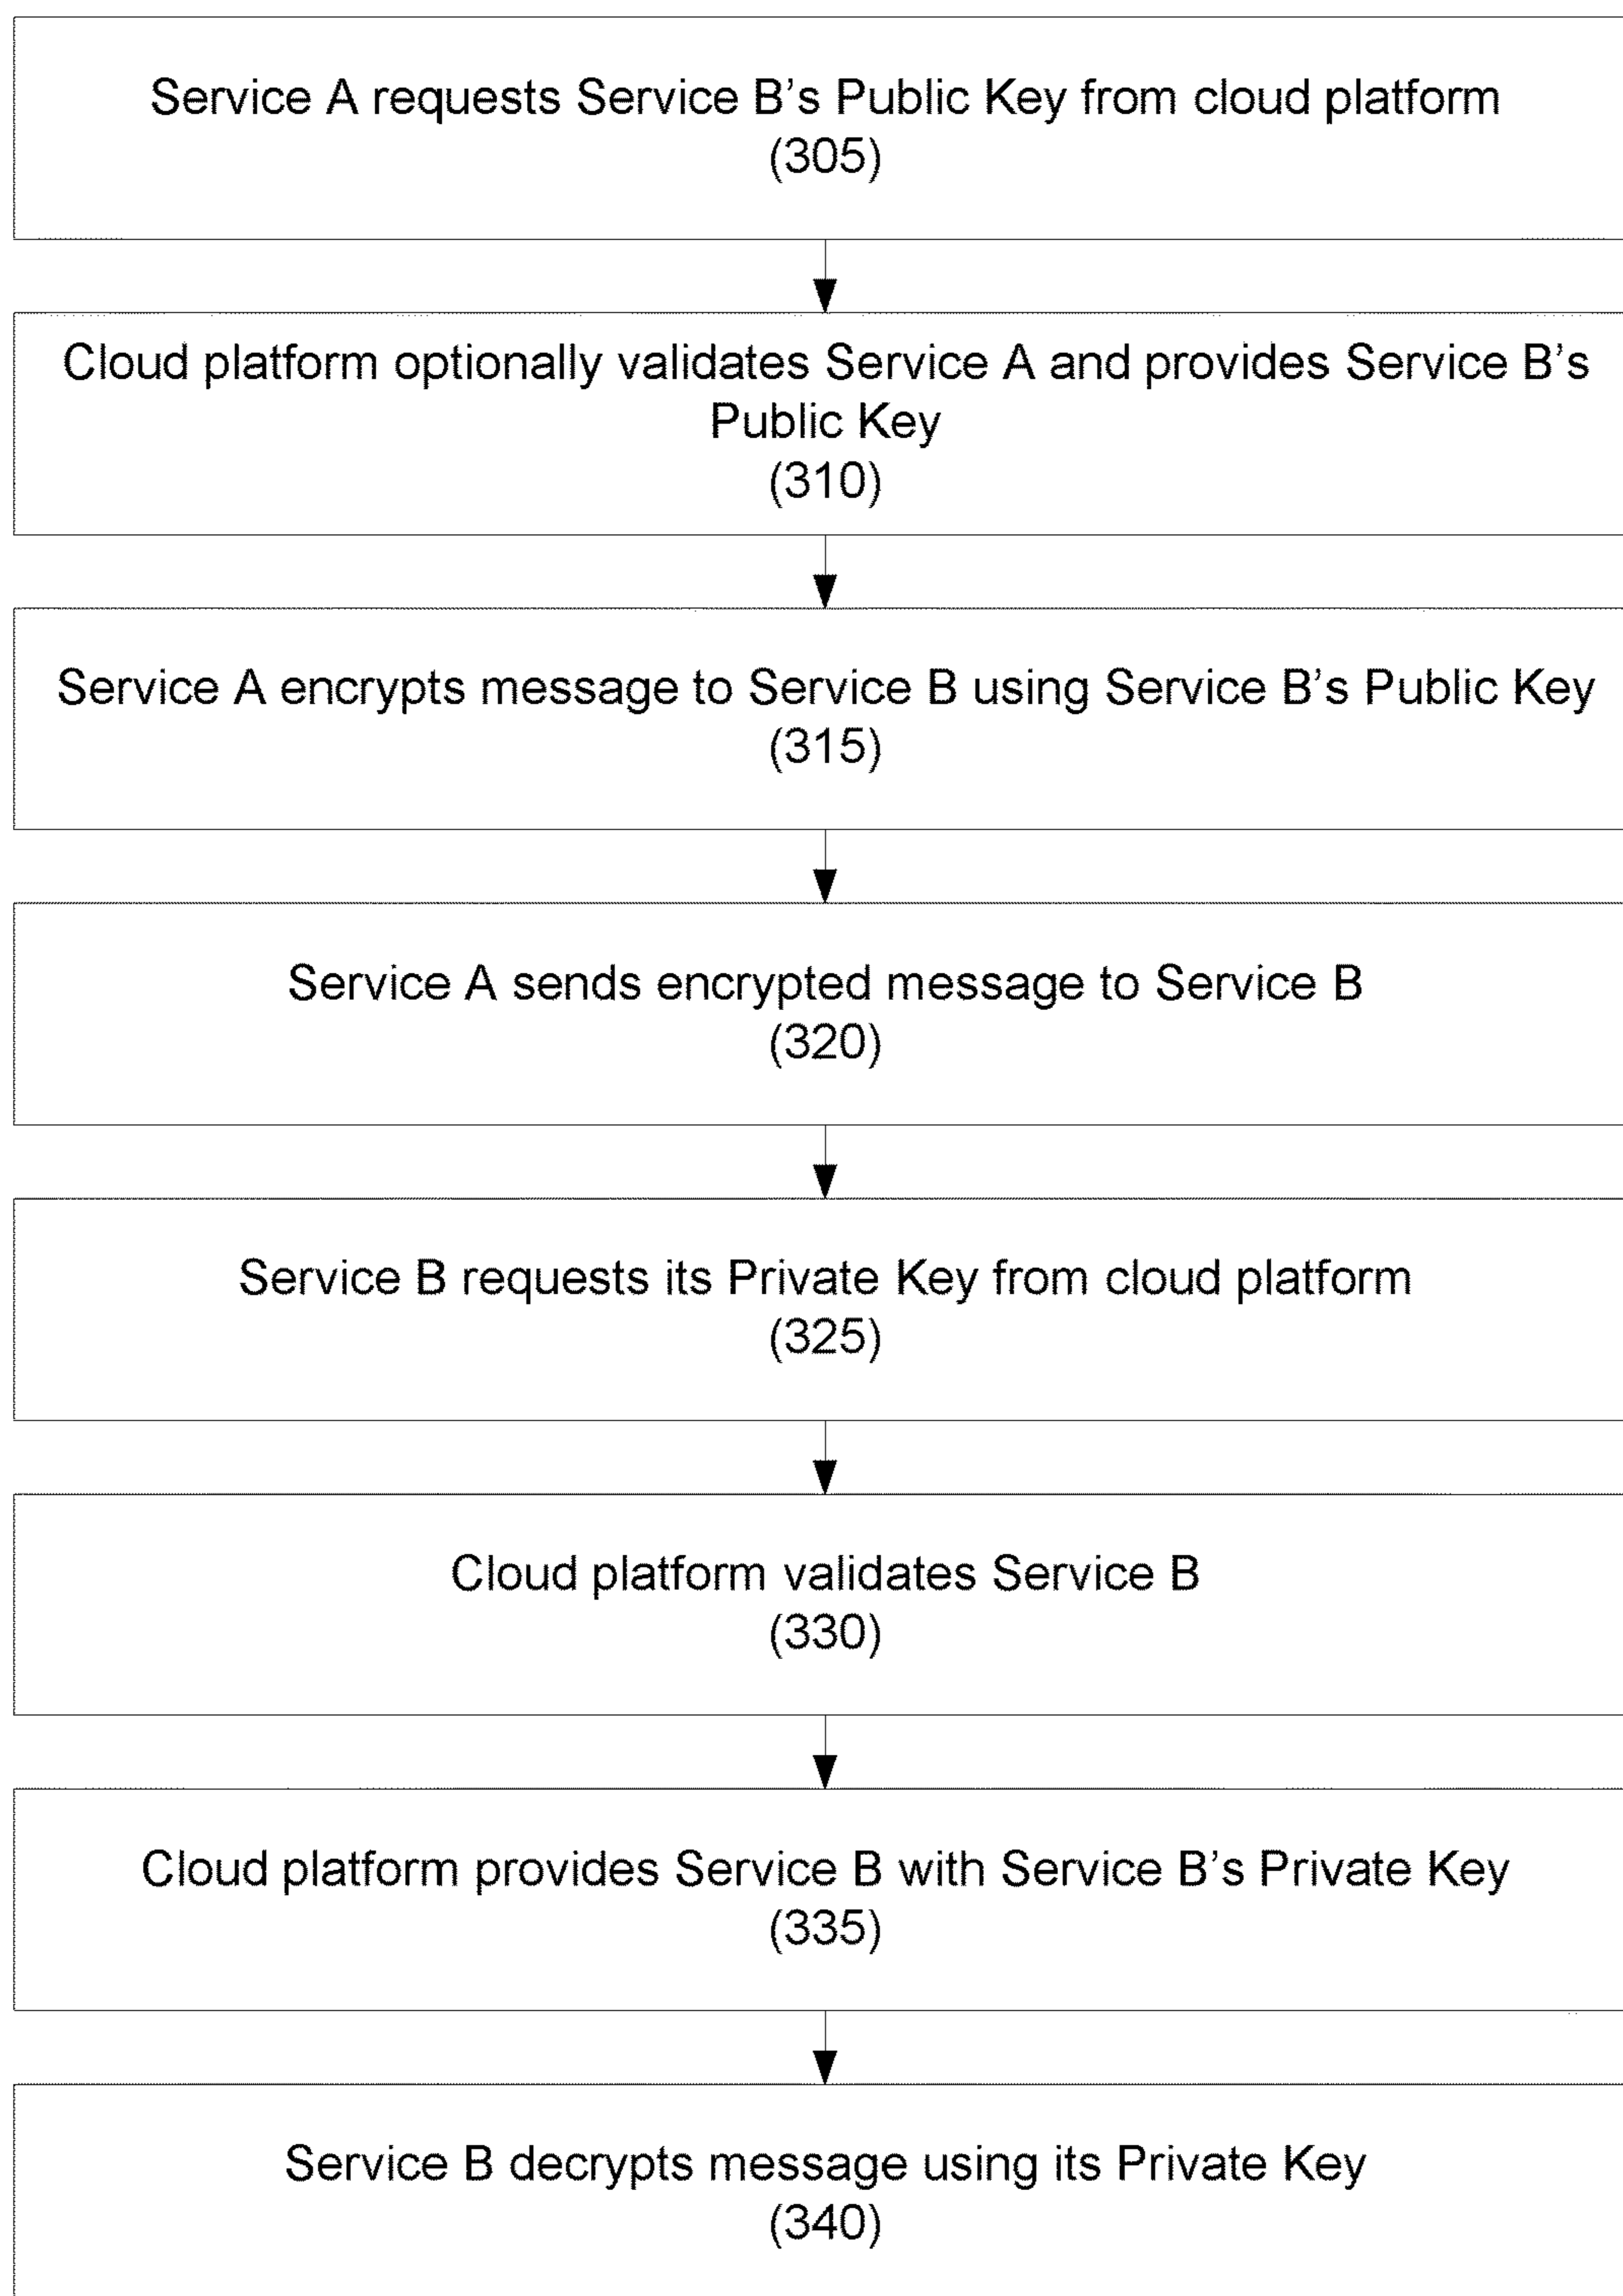 Service A requests Service B’s Public Key from cloud platform
(305)
Cloud platform optionally validates Service A and provides Service B’s
Public Key
(310)
Service A encrypts message to Service B using Service B’s Public Key
(315)
Service A sends encrypted message to Service B
(320)
Service B requests its Private Key from cloud platform
(325)
Cloud platform validates Service B
(330)
Cloud platform provides Service B with Service B’s Private Key
(335)
Service B decrypts message using its Private Key
(340)